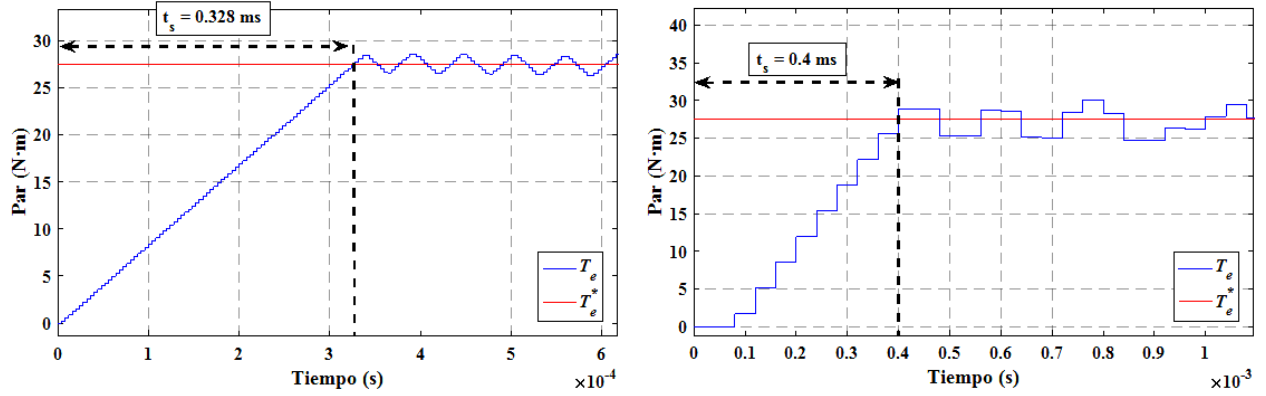 t_s = 0.328 ms
30
25
20
15
10
5
0
Par (N·m)
T_e
T_e^*
0 1 2 3 4 5 6
Tiempo (s)
×10^-4
t_s = 0.4 ms
40
35
30
25
20
15
10
5
0
Par (N·m)
T_e
T_e^*
0 0.1 0.2 0.3 0.4 0.5 0.6 0.7 0.8 0.9 1
Tiempo (s)
×10^-3